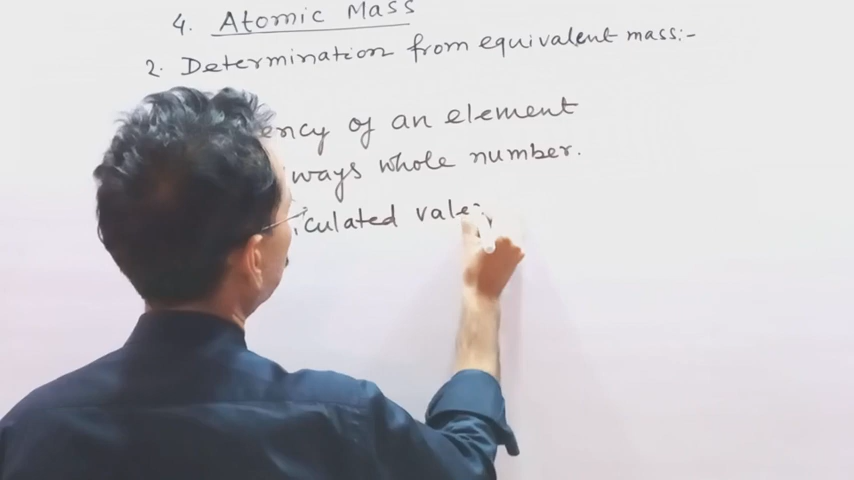 4. Atomic Mass
2. Determination from equivalent mass:-
ency of an element
ways whole number.
culated vale